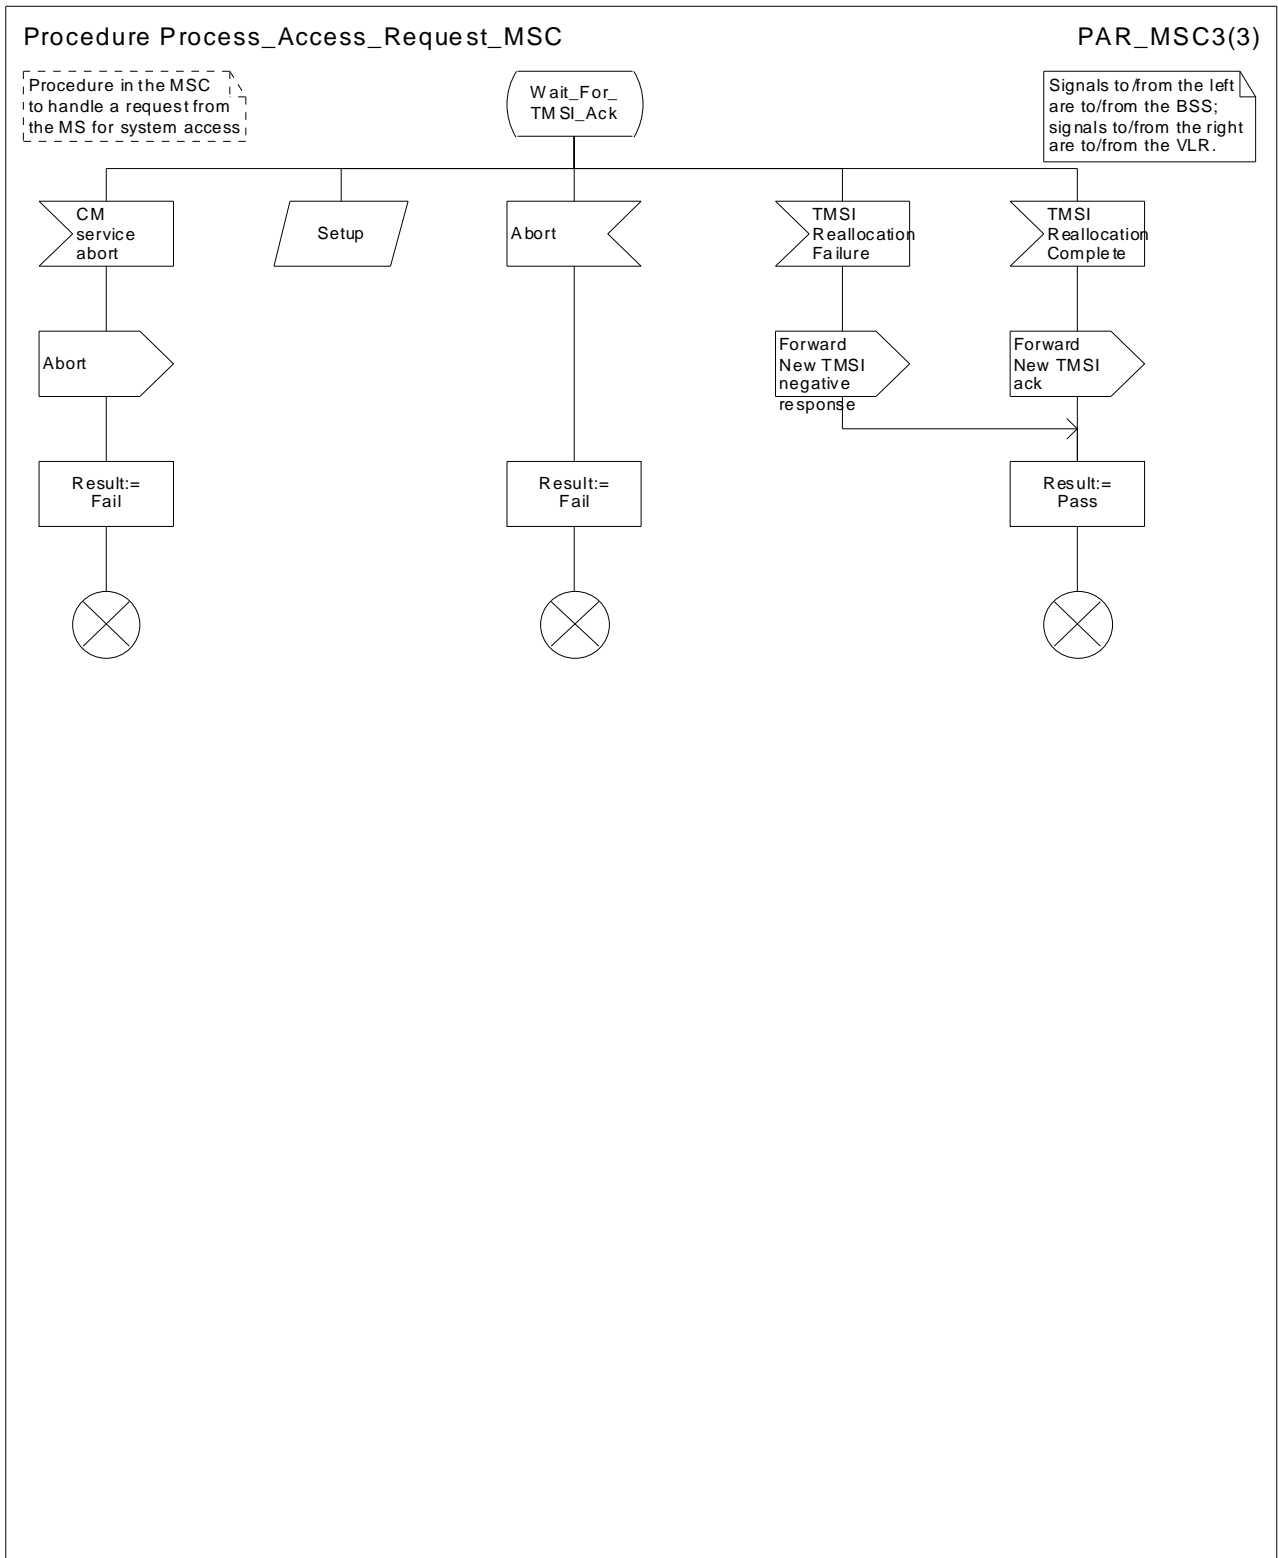 Procedure Process_Access_Request_MSC
PAR_MSC3(3)
Procedure in the MSC
to handle a request from
the MS for system access
Wait_For_
TMSI_Ack
Signals to/from the left
are to/from the BSS;
signals to/from the right
are to/from the VLR.
CM
service
abort
Setup
Abort
TMSI
Reallocation
Failure
TMSI
Reallocation
Complete
Abort
Forward
New TMSI
negative
response
Forward
New TMSI
ack
Result:=
Fail
Result:=
Fail
Result:=
Pass